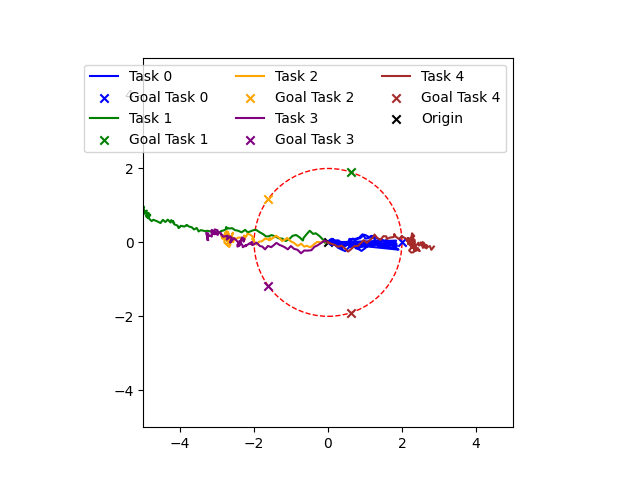 Task 0
Goal Task 0
Task 1
Goal Task 1
Task 2
Goal Task 2
Task 3
Goal Task 3
Task 4
Goal Task 4
Origin
4
2
0
−2
−4
−4 −2 0 2 4